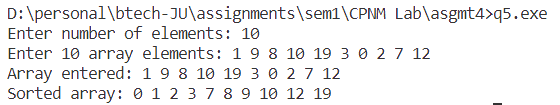 D:\personal\btech-JU\assignments\sem1\CPNM Lab\asgmt4>q5.exe
Enter number of elements: 10
Enter 10 array elements: 1 9 8 10 19 3 0 2 7 12
Array entered: 1 9 8 10 19 3 0 2 7 12
Sorted array: 0 1 2 3 7 8 9 10 12 19